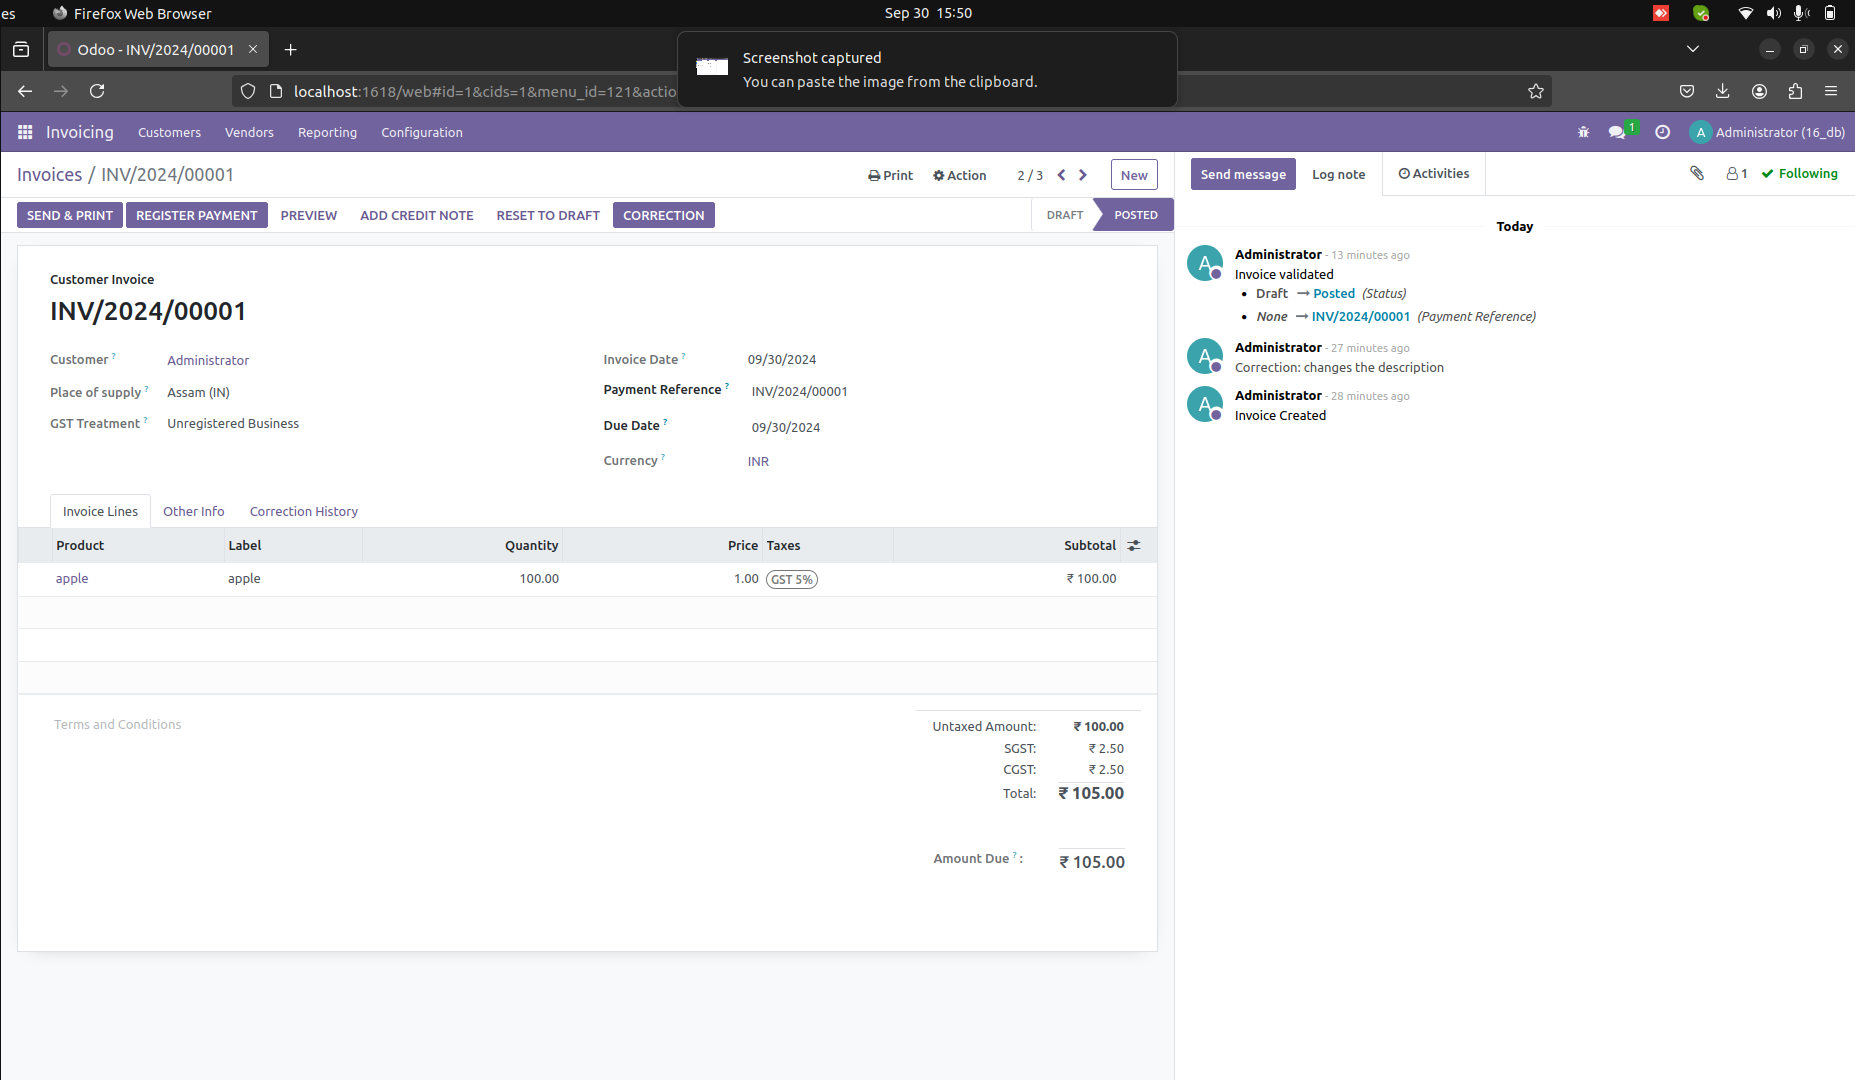 es Firefox Web Browser Sep 30 15:50
Odoo - INV/2024/00001
Screenshot captured
You can paste the image from the clipboard.
localhost:1618/web#id=1&cids=1&menu_id=121&actio
Invoicing Customers Vendors Reporting Configuration 1 A Administrator (16_db)
Invoices / INV/2024/00001 Print Action 2 / 3 New
SEND & PRINT REGISTER PAYMENT PREVIEW ADD CREDIT NOTE RESET TO DRAFT CORRECTION DRAFT POSTED
Customer Invoice
INV/2024/00001
Customer ? Administrator
Place of supply ? Assam (IN)
GST Treatment ? Unregistered Business
Invoice Date ? 09/30/2024
Payment Reference ? INV/2024/00001
Due Date ? 09/30/2024
Currency ? INR
Invoice Lines Other Info Correction History
Product Label Quantity Price Taxes Subtotal
apple apple 100.00 1.00 GST 5% ₹ 100.00
Terms and Conditions
Untaxed Amount: ₹ 100.00
SGST: ₹ 2.50
CGST: ₹ 2.50
Total: ₹ 105.00
Amount Due ? : ₹ 105.00
Send message Log note Activities 1 Following
Today
A Administrator - 13 minutes ago
Invoice validated
• Draft → Posted (Status)
• None → INV/2024/00001 (Payment Reference)
A Administrator - 27 minutes ago
Correction: changes the description
A Administrator - 28 minutes ago
Invoice Created